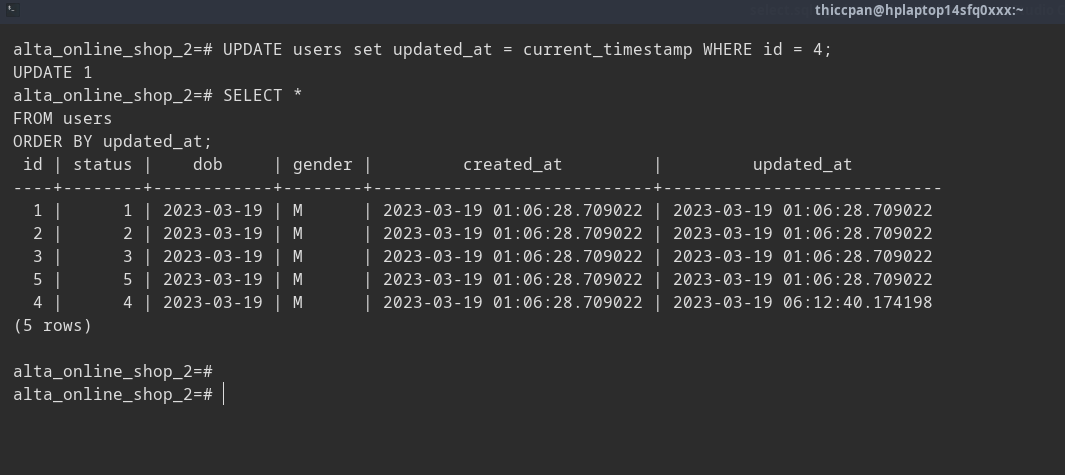 thiccpan@hplaptop14sfq0xxx:~
alta_online_shop_2=# UPDATE users set updated_at = current_timestamp WHERE id = 4;
UPDATE 1
alta_online_shop_2=# SELECT *
FROM users
ORDER BY updated_at;
 id | status |    dob     | gender |         created_at         |         updated_at
----+--------+------------+--------+----------------------------+----------------------------
  1 |      1 | 2023-03-19 | M      | 2023-03-19 01:06:28.709022 | 2023-03-19 01:06:28.709022
  2 |      2 | 2023-03-19 | M      | 2023-03-19 01:06:28.709022 | 2023-03-19 01:06:28.709022
  3 |      3 | 2023-03-19 | M      | 2023-03-19 01:06:28.709022 | 2023-03-19 01:06:28.709022
  5 |      5 | 2023-03-19 | M      | 2023-03-19 01:06:28.709022 | 2023-03-19 01:06:28.709022
  4 |      4 | 2023-03-19 | M      | 2023-03-19 01:06:28.709022 | 2023-03-19 06:12:40.174198
(5 rows)

alta_online_shop_2=#
alta_online_shop_2=#